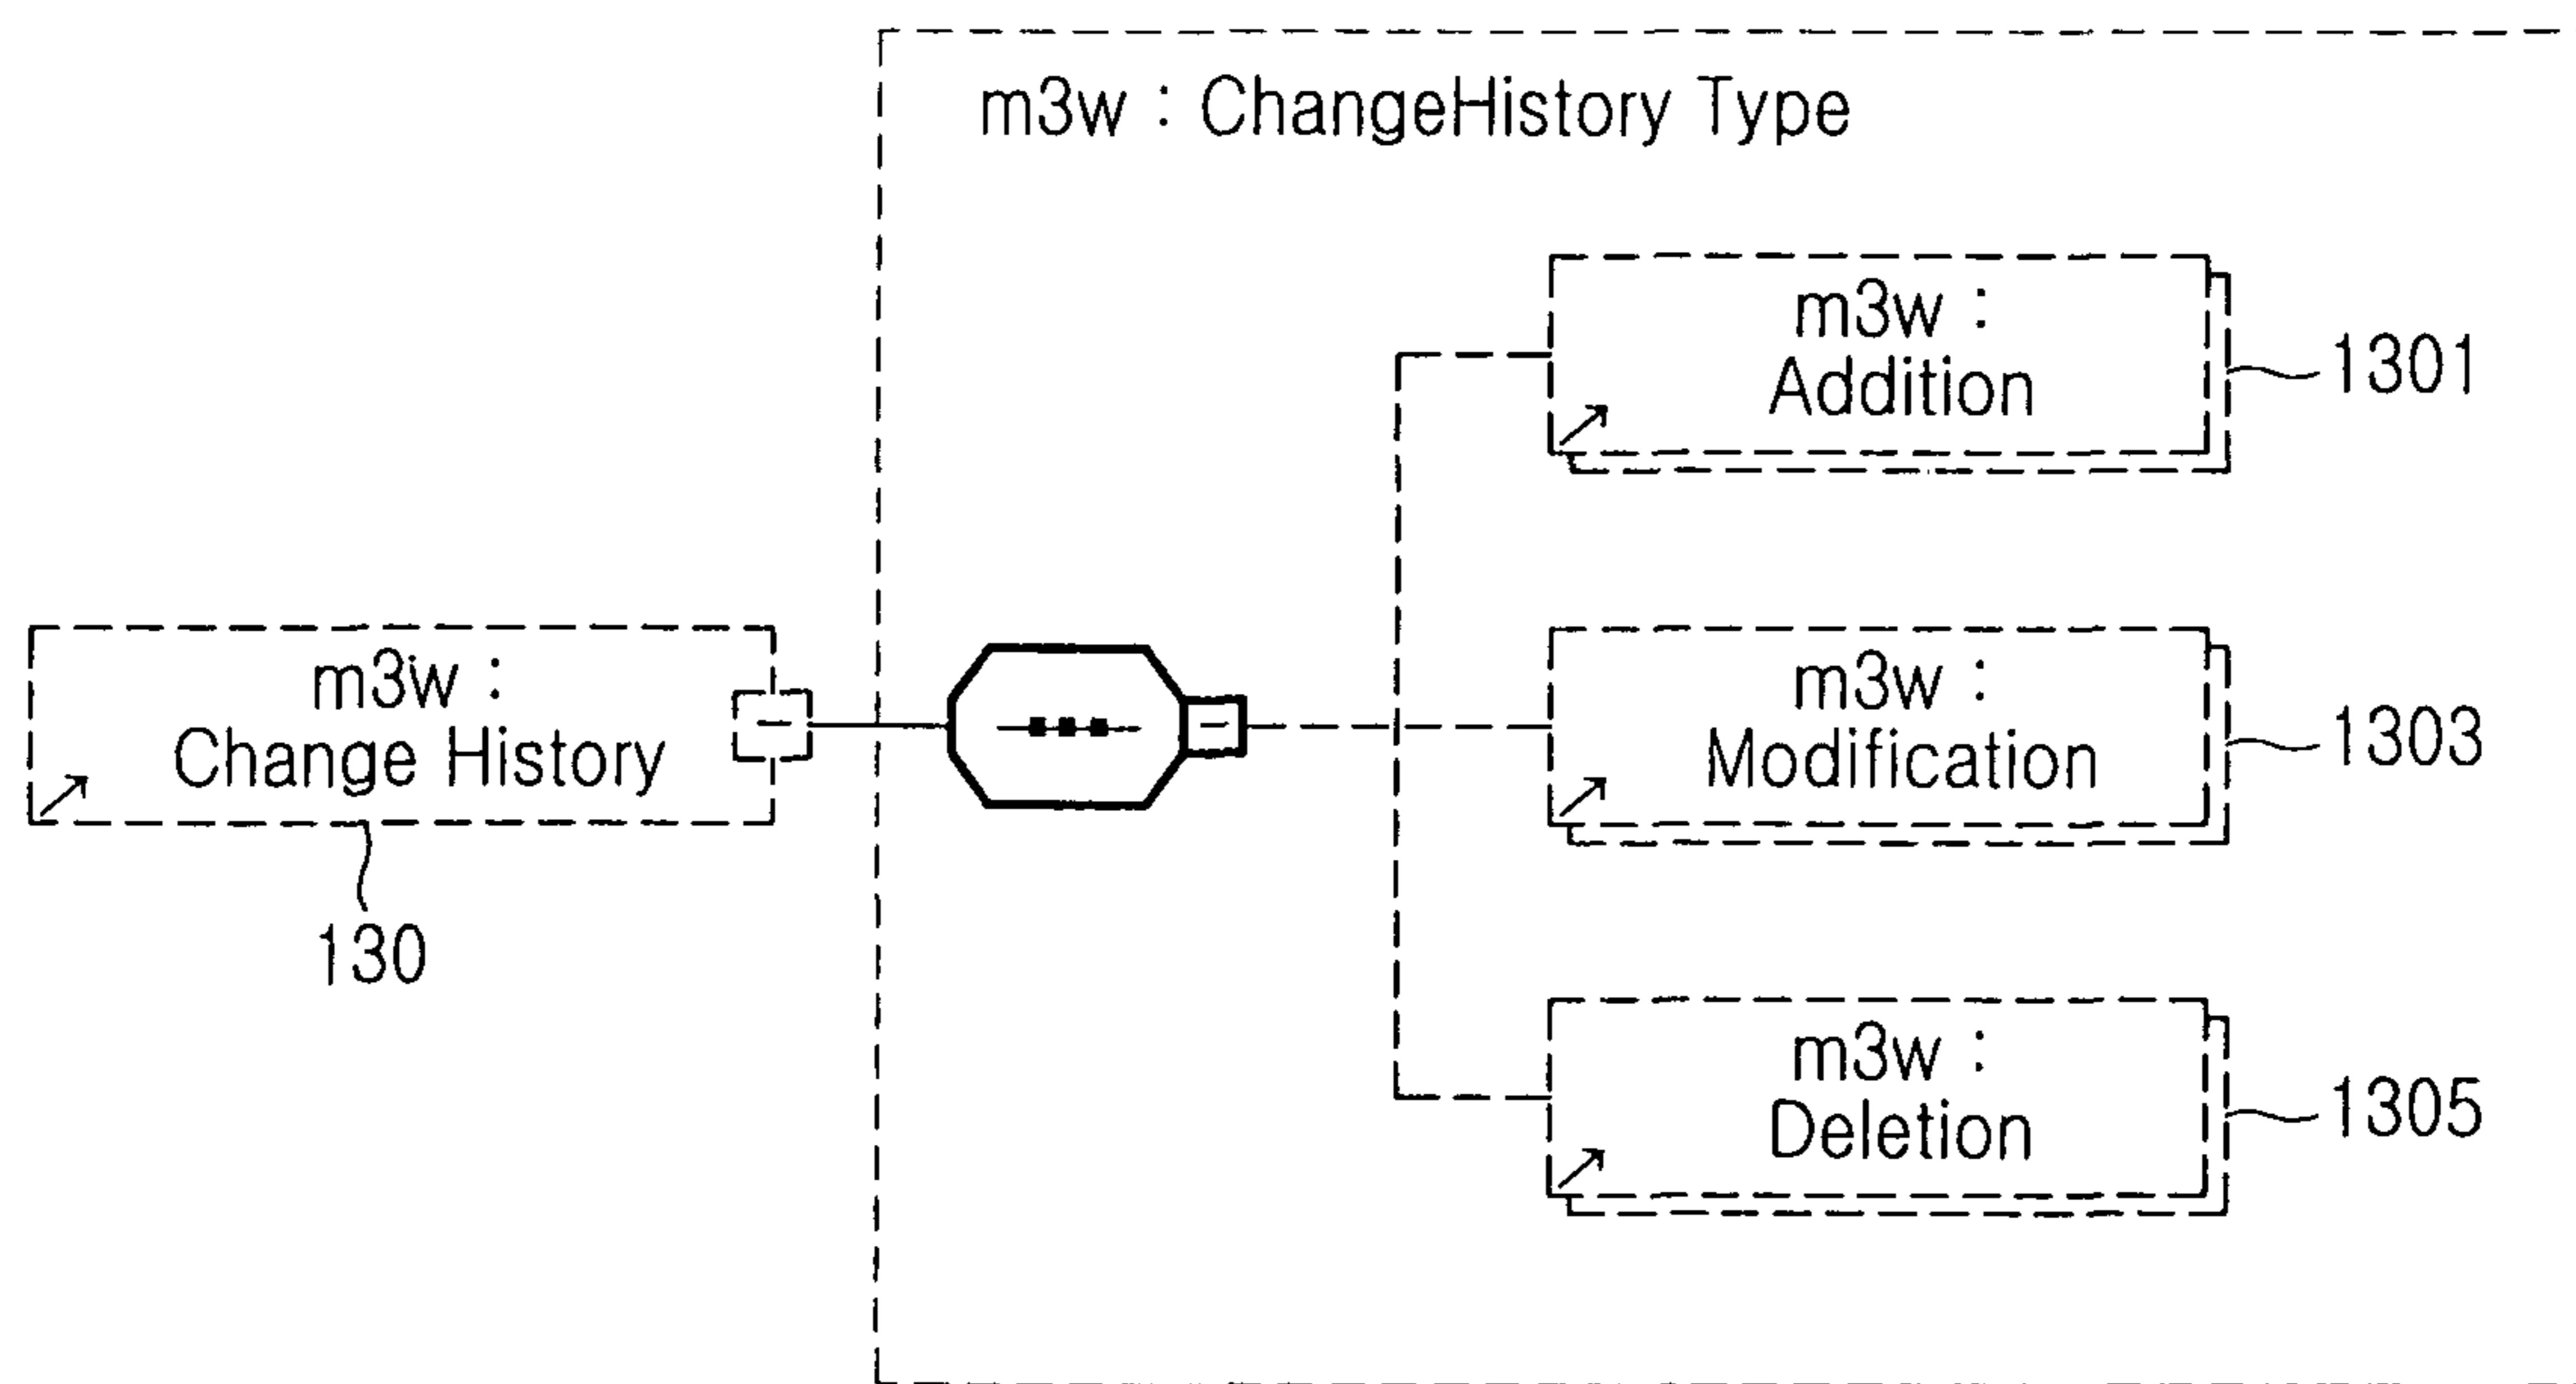 m3w : ChangeHistory Type
m3w :
Addition
1301
m3w :
Change History
130
m3w :
Modification
1303
m3w :
Deletion
1305